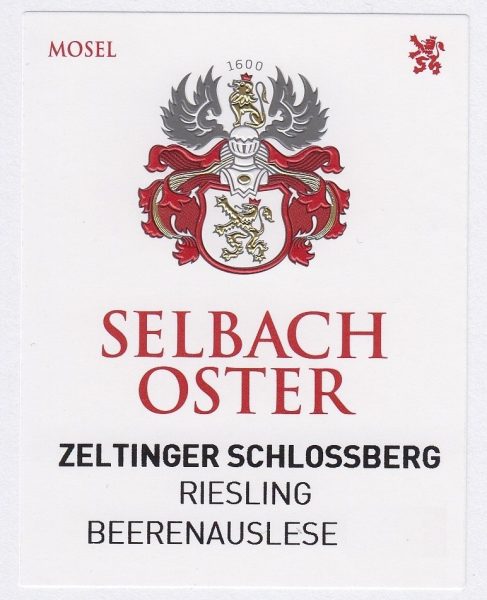 MOSEL
1600
SELBACH
OSTER
ZELTINGER SCHLOSSBERG
RIESLING
BEERENAUSLESE